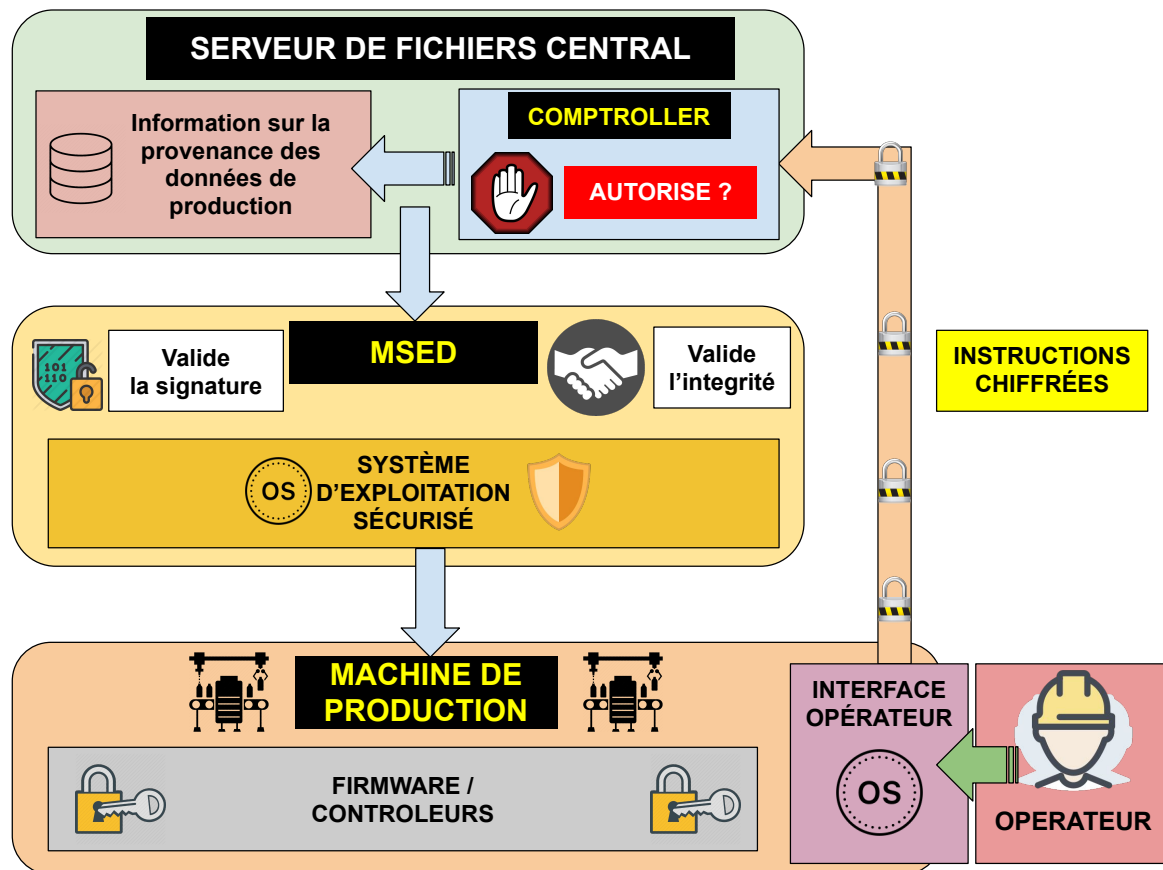 SERVEUR DE FICHIERS CENTRAL
Information sur la
provenance des
données de
production
COMPTROLLER
AUTORISE ?
Valide
la signature
101
110
MSED
Valide
l'integrité
INSTRUCTIONS
CHIFFRÉES
OS
SYSTÈME
D'EXPLOITATION
SÉCURISÉ
MACHINE DE
PRODUCTION
FIRMWARE /
CONTROLEURS
INTERFACE
OPÉRATEUR
OS
OPERATEUR